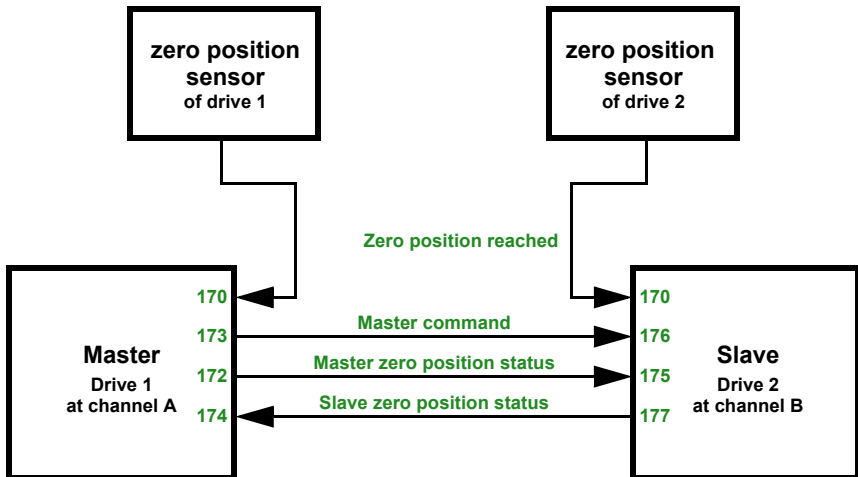 zero position
sensor
of drive 1
zero position
sensor
of drive 2
Zero position reached
170
170
173
Master command
176
Master
Drive 1
at channel A
172
Master zero position status
175
Slave
Drive 2
at channel B
174
Slave zero position status
177